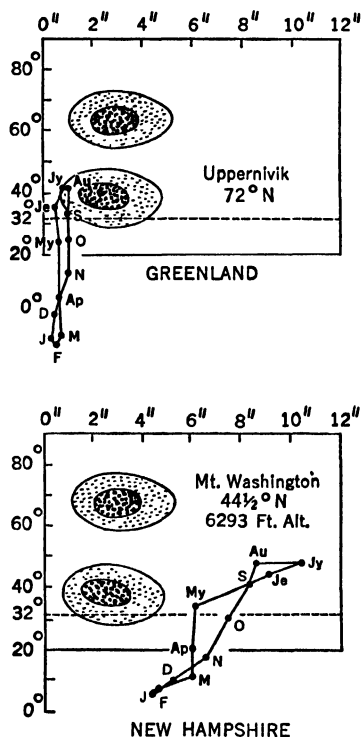 0" 2" 4" 6" 8" 10" 12"
80°
60°
Jy Au
40° Uppernivik
Je S 72° N
32°
My O
20° N
GREENLAND
Ap
0° D
J M
F
0" 2" 4" 6" 8" 10" 12"
80°
Mt. Washington
44½° N
60° 6293 Ft. Alt.
Au Jy
S Je
40° My
32° O
Ap N
20° D
M
J F
0°
NEW HAMPSHIRE